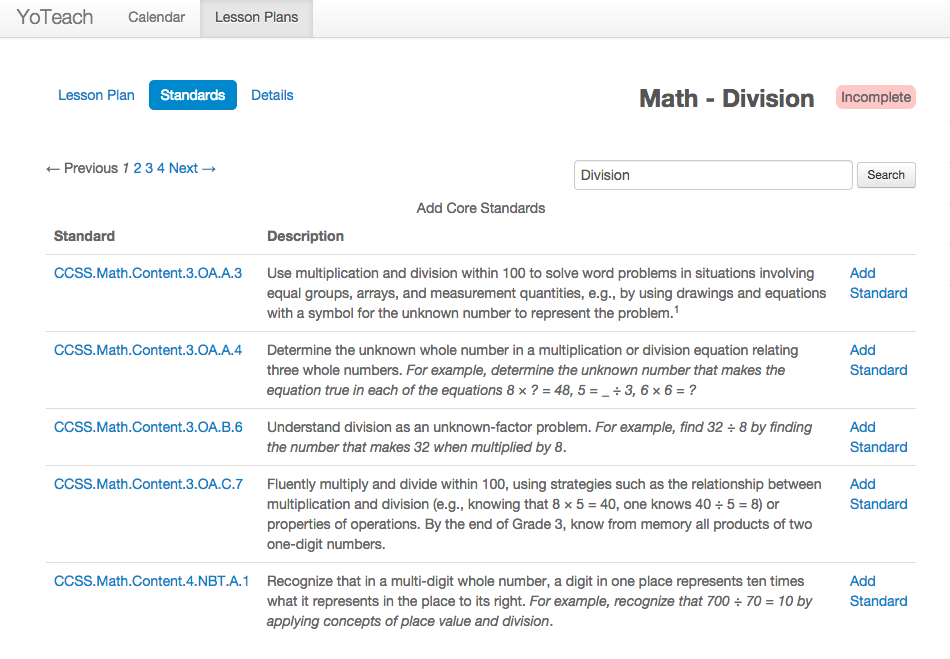 YoTeach Calendar Lesson Plans
Lesson Plan Standards Details
Math - Division Incomplete
← Previous 1 2 3 4 Next →
Division Search
Add Core Standards
Standard Description
CCSS.Math.Content.3.OA.A.3 Use multiplication and division within 100 to solve word problems in situations involving Add
equal groups, arrays, and measurement quantities, e.g., by using drawings and equations Standard
with a symbol for the unknown number to represent the problem.1
CCSS.Math.Content.3.OA.A.4 Determine the unknown whole number in a multiplication or division equation relating Add
three whole numbers. For example, determine the unknown number that makes the Standard
equation true in each of the equations 8 × ? = 48, 5 = _ ÷ 3, 6 × 6 = ?
CCSS.Math.Content.3.OA.B.6 Understand division as an unknown-factor problem. For example, find 32 ÷ 8 by finding Add
the number that makes 32 when multiplied by 8. Standard
CCSS.Math.Content.3.OA.C.7 Fluently multiply and divide within 100, using strategies such as the relationship between Add
multiplication and division (e.g., knowing that 8 × 5 = 40, one knows 40 ÷ 5 = 8) or Standard
properties of operations. By the end of Grade 3, know from memory all products of two
one-digit numbers.
CCSS.Math.Content.4.NBT.A.1 Recognize that in a multi-digit whole number, a digit in one place represents ten times Add
what it represents in the place to its right. For example, recognize that 700 ÷ 70 = 10 by Standard
applying concepts of place value and division.